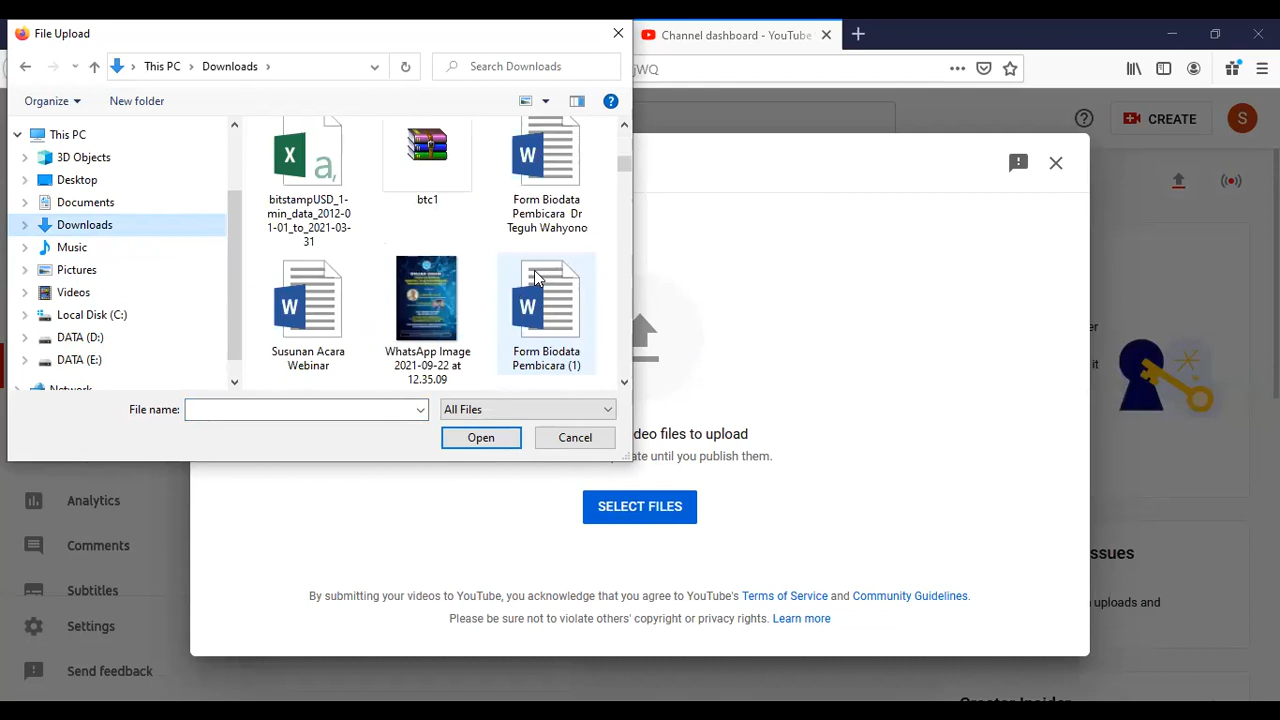 File Upload
Channel dashboard - YouTube
This PC
Downloads
Search Downloads
jWQ
Organize
New folder
CREATE
S
This PC
3D Objects
Desktop
Documents
Downloads
Music
Pictures
Videos
Local Disk (C:)
DATA (D:)
DATA (E:)
Network
bitstampUSD_1-
min_data_2012-0
1-01_to_2021-03-
31
btc1
Form Biodata
Pembicara Dr
Teguh Wahyono
Susunan Acara
Webinar
WhatsApp Image
2021-09-22 at
12.35.09
Form Biodata
Pembicara (1)
File name:
All Files
Open
Cancel
deo files to upload
ate until you publish them.
SELECT FILES
By submitting your videos to YouTube, you acknowledge that you agree to YouTube's Terms of Service and Community Guidelines.
Please be sure not to violate others' copyright or privacy rights. Learn more
Analytics
Comments
Subtitles
Settings
Send feedback
it
uploads and
Creator Insider